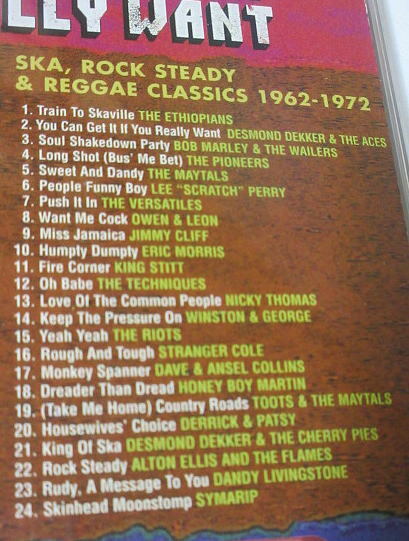 LLY WANT
SKA, ROCK STEADY
& REGGAE CLASSICS 1962-1972
1. Train To Skaville THE ETHIOPIANS
2. You Can Get It If You Really Want DESMOND DEKKER & THE ACES
3. Soul Shakedown Party BOB MARLEY & THE WAILERS
4. Long Shot (Bus' Me Bet) THE PIONEERS
5. Sweet And Dandy THE MAYTALS
6. People Funny Boy LEE "SCRATCH" PERRY
7. Push It In THE VERSATILES
8. Want Me Cock OWEN & LEON
9. Miss Jamaica JIMMY CLIFF
10. Humpty Dumpty ERIC MORRIS
11. Fire Corner KING STITT
12. Oh Babe THE TECHNIQUES
13. Love Of The Common People NICKY THOMAS
14. Keep The Pressure On WINSTON & GEORGE
15. Yeah Yeah THE RIOTS
16. Rough And Tough STRANGER COLE
17. Monkey Spanner DAVE & ANSEL COLLINS
18. Dreader Than Dread HONEY BOY MARTIN
19. (Take Me Home) Country Roads TOOTS & THE MAYTALS
20. Housewives' Choice DERRICK & PATSY
21. King Of Ska DESMOND DEKKER & THE CHERRY PIES
22. Rock Steady ALTON ELLIS AND THE FLAMES
23. Rudy, A Message To You DANDY LIVINGSTONE
24. Skinhead Moonstomp SYMARIP